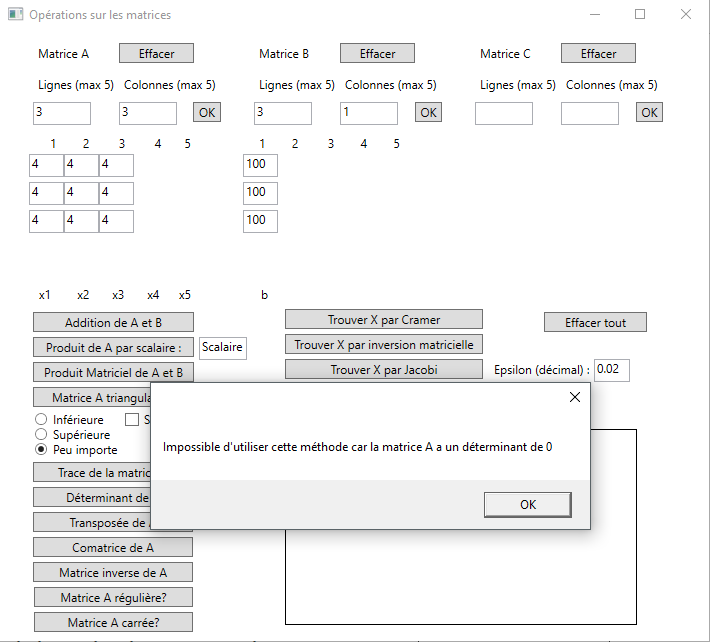 Opérations sur les matrices
Matrice A Effacer Matrice B Effacer Matrice C Effacer
Lignes (max 5) Colonnes (max 5) Lignes (max 5) Colonnes (max 5) Lignes (max 5) Colonnes (max 5)
3 3 OK 3 1 OK OK
1 2 3 4 5 1 2 3 4 5
4 4 4 100
4 4 4 100
4 4 4 100
x1 x2 x3 x4 x5 b
Addition de A et B Trouver X par Cramer Effacer tout
Produit de A par scalaire : Scalaire Trouver X par inversion matricielle
Produit Matriciel de A et B Trouver X par Jacobi Epsilon (décimal) : 0.02
Matrice A triangula
Inférieure S
Supérieure
Peu importe
Impossible d'utiliser cette méthode car la matrice A a un déterminant de 0
OK
Trace de la matric
Déterminant de
Transposée de
Comatrice de A
Matrice inverse de A
Matrice A régulière?
Matrice A carrée?